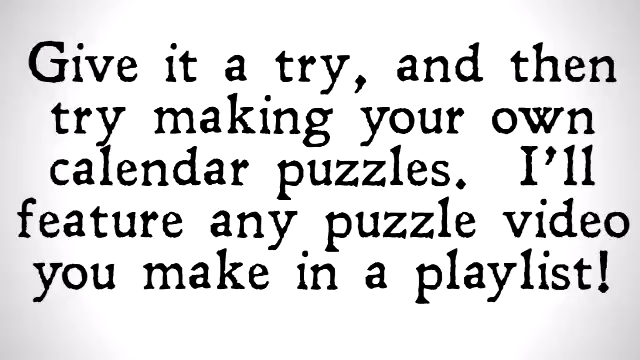 Give it a try, and then
try making your own
calendar puzzles.  I'll
feature any puzzle video
you make in a playlist!